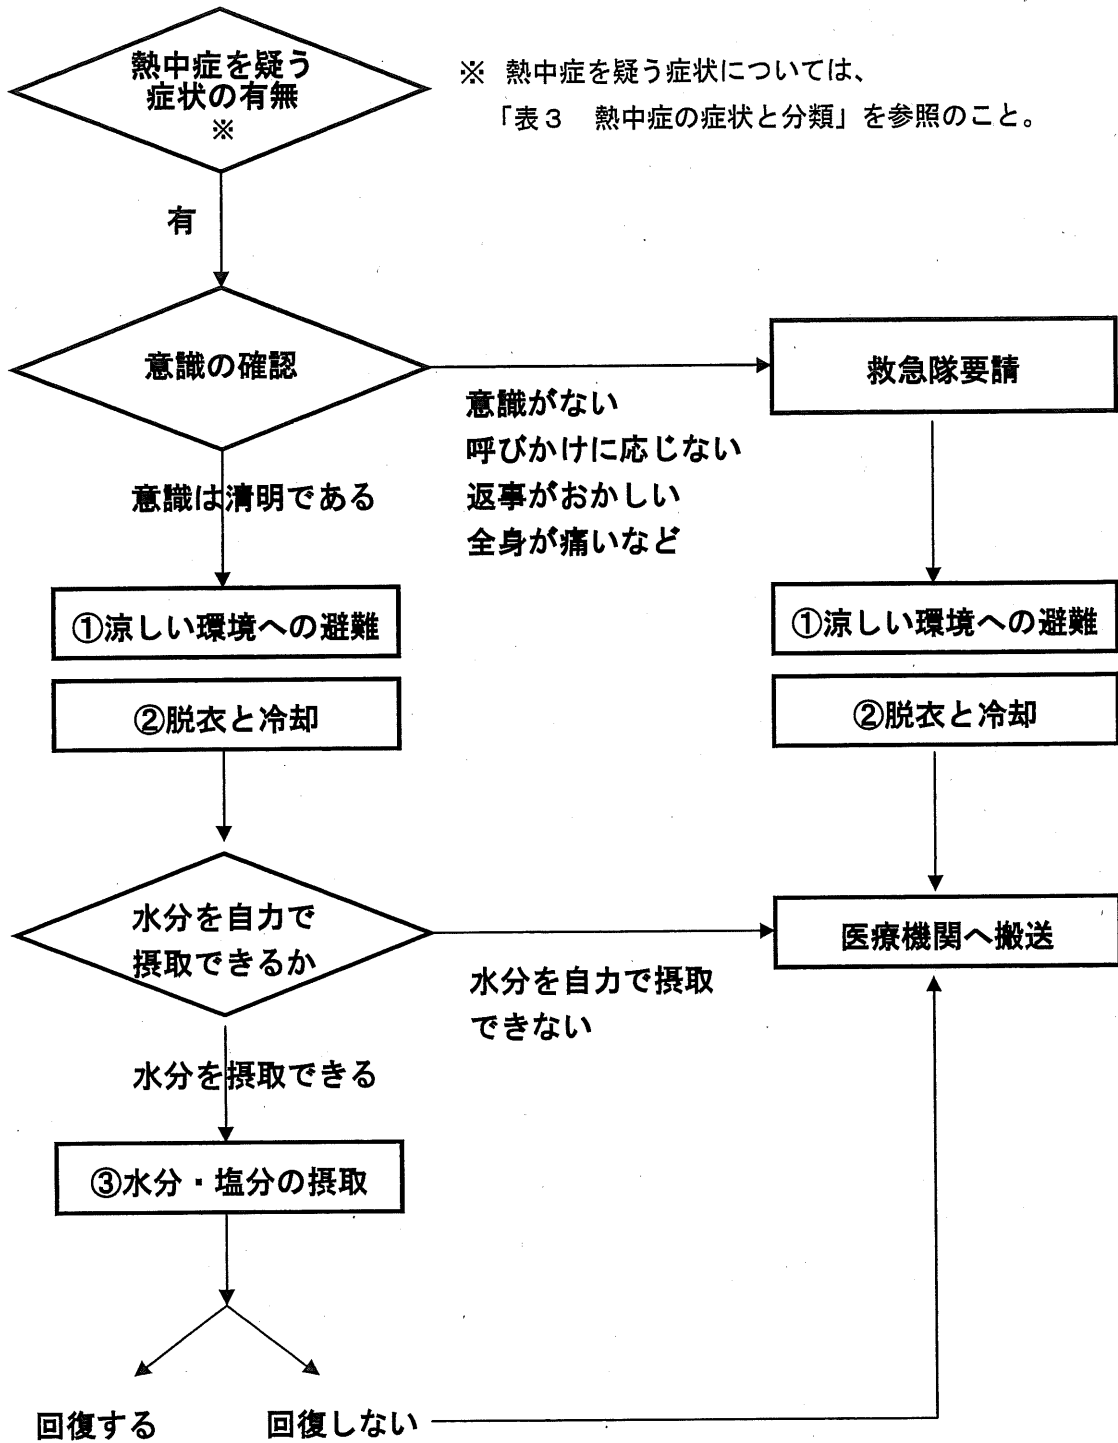 熱中症を疑う
症状の有無
※
※ 熱中症を疑う症状については、
「表３　熱中症の症状と分類」を参照のこと。
有
意識の確認
救急隊要請
意識がない
呼びかけに応じない
返事がおかしい
全身が痛いなど
意識は清明である
①涼しい環境への避難
①涼しい環境への避難
②脱衣と冷却
②脱衣と冷却
水分を自力で
摂取できるか
医療機関へ搬送
水分を自力で摂取
できない
水分を摂取できる
③水分・塩分の摂取
回復する
回復しない